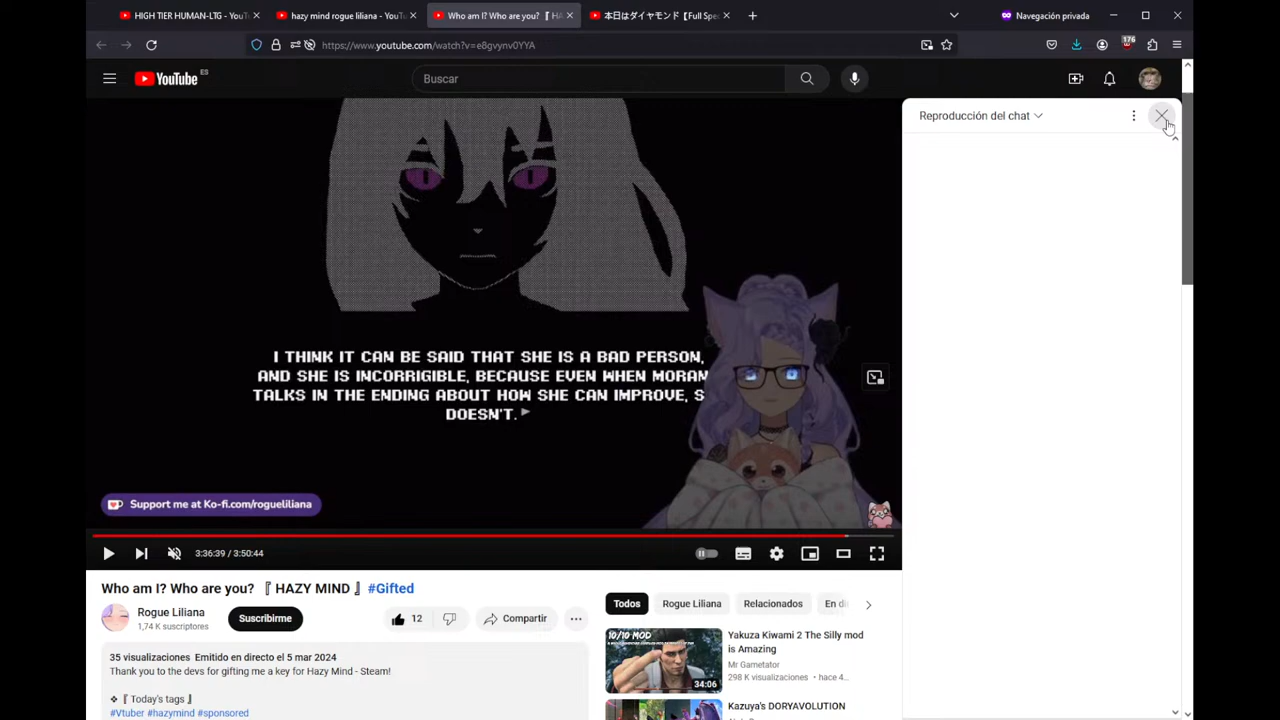 HIGH TIER HUMAN-LTG - YouT
hazy mind rogue liliana - YouT
Who am I? Who are you? 『 HA
本日はダイヤモンド【Full Spec
Navegación privada
https://www.youtube.com/watch?v=e8gvynv0YYA
176
YouTube ES
Buscar
Reproducción del chat
I THINK IT CAN BE SAID THAT SHE IS A BAD PERSON,
AND SHE IS INCORRIGIBLE, BECAUSE EVEN WHEN MORAN
TALKS IN THE ENDING ABOUT HOW SHE CAN IMPROVE, S
DOESN'T.
Support me at Ko-fi.com/rogueliliana
3:36:39 / 3:50:44
Who am I? Who are you? 『 HAZY MIND 』 #Gifted
Rogue Liliana
1,74 K suscriptores
Suscribirme
12
Compartir
35 visualizaciones Emitido en directo el 5 mar 2024
Thank you to the devs for gifting me a key for Hazy Mind - Steam!
❖ 『 Today's tags 』
#Vtuber #hazymind #sponsored
Todos
Rogue Liliana
Relacionados
En di
10/10 MOD
34:06
Yakuza Kiwami 2 The Silly mod
is Amazing
Mr Gametator
298 K visualizaciones • hace 4...
Kazuya's DORYAVOLUTION